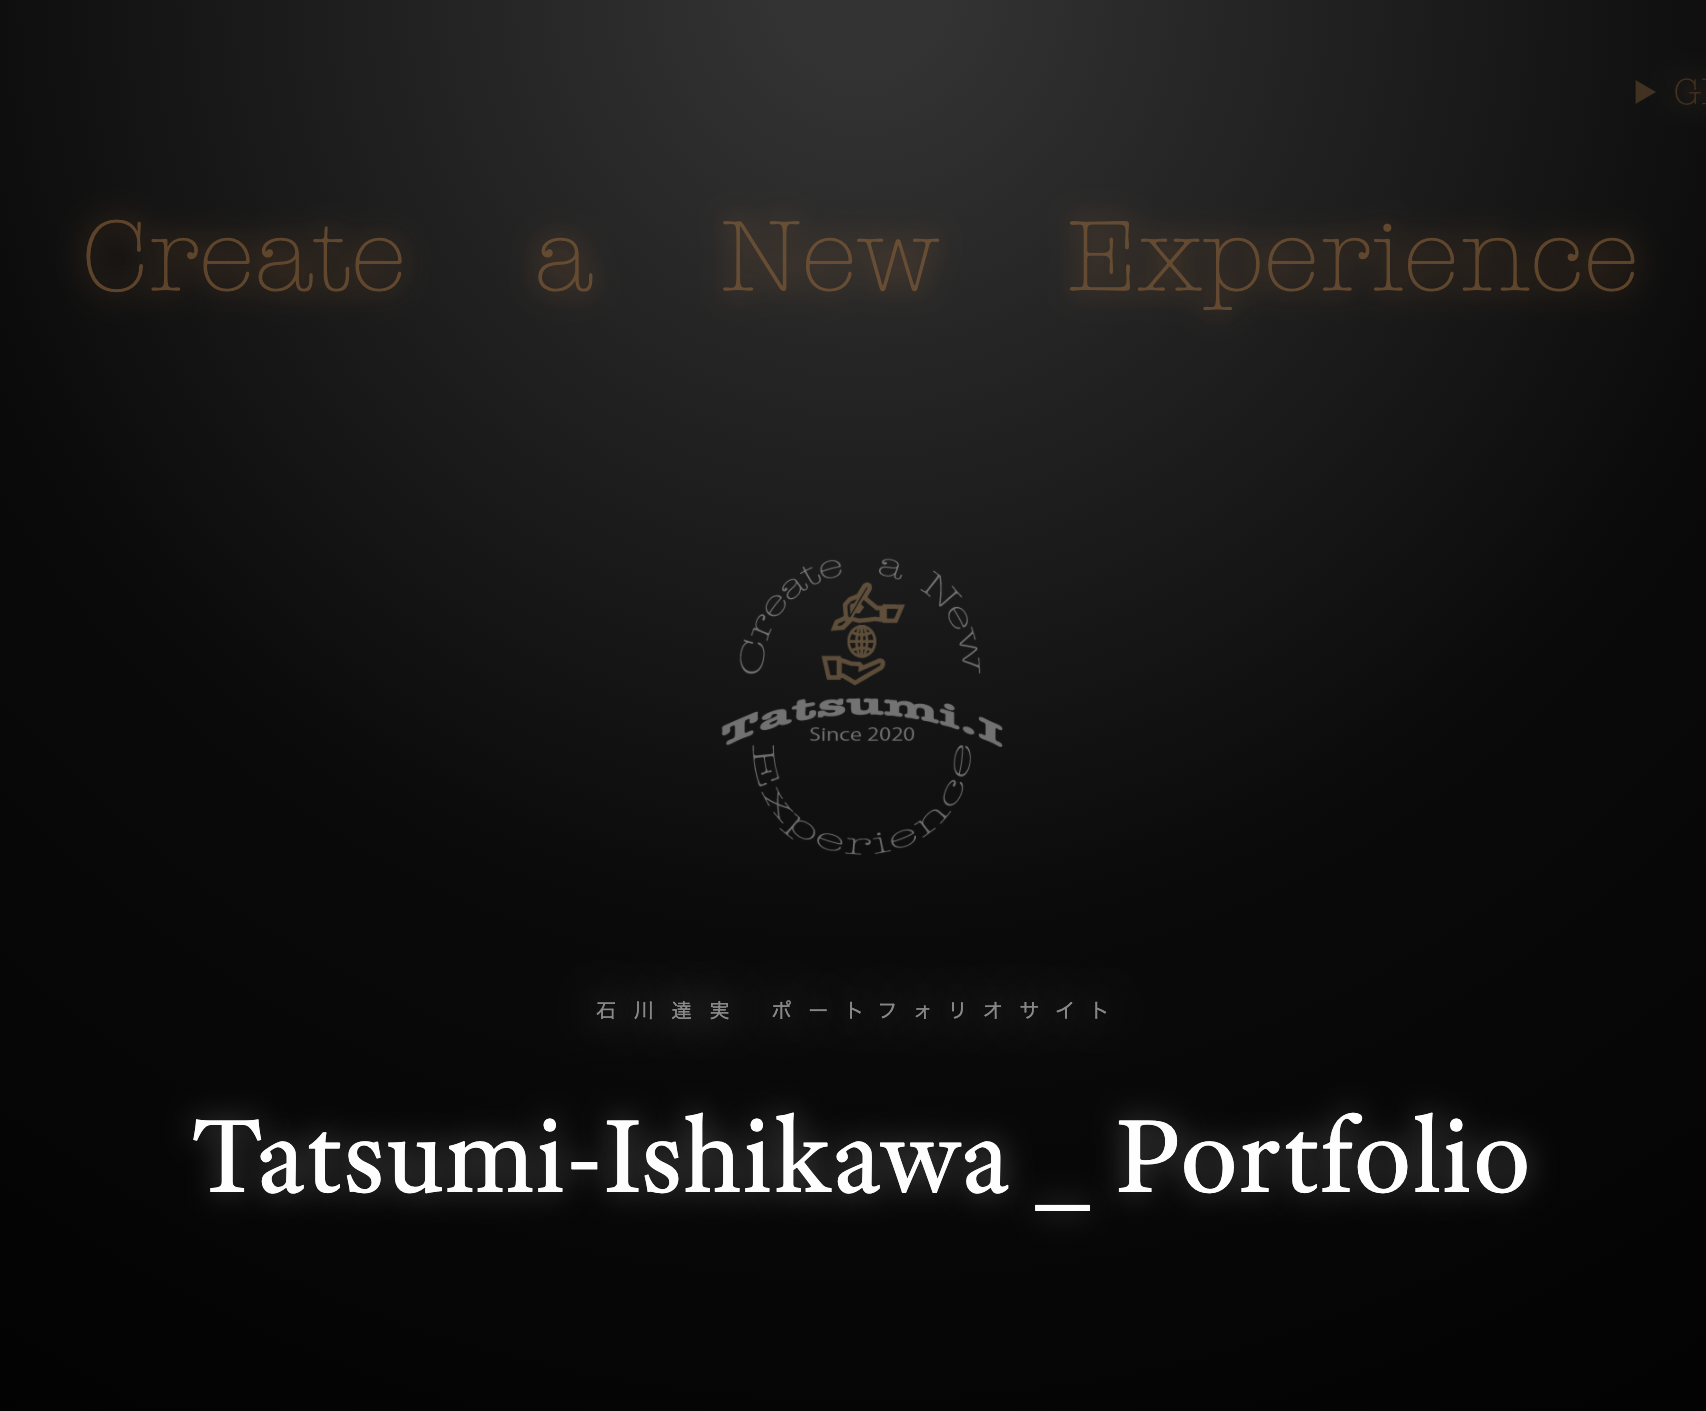 Create a New Experience
Create a New
Tatsumi.I
Since 2020
Experience
石川達実 ポートフォリオサイト
Tatsumi-Ishikawa _ Portfolio